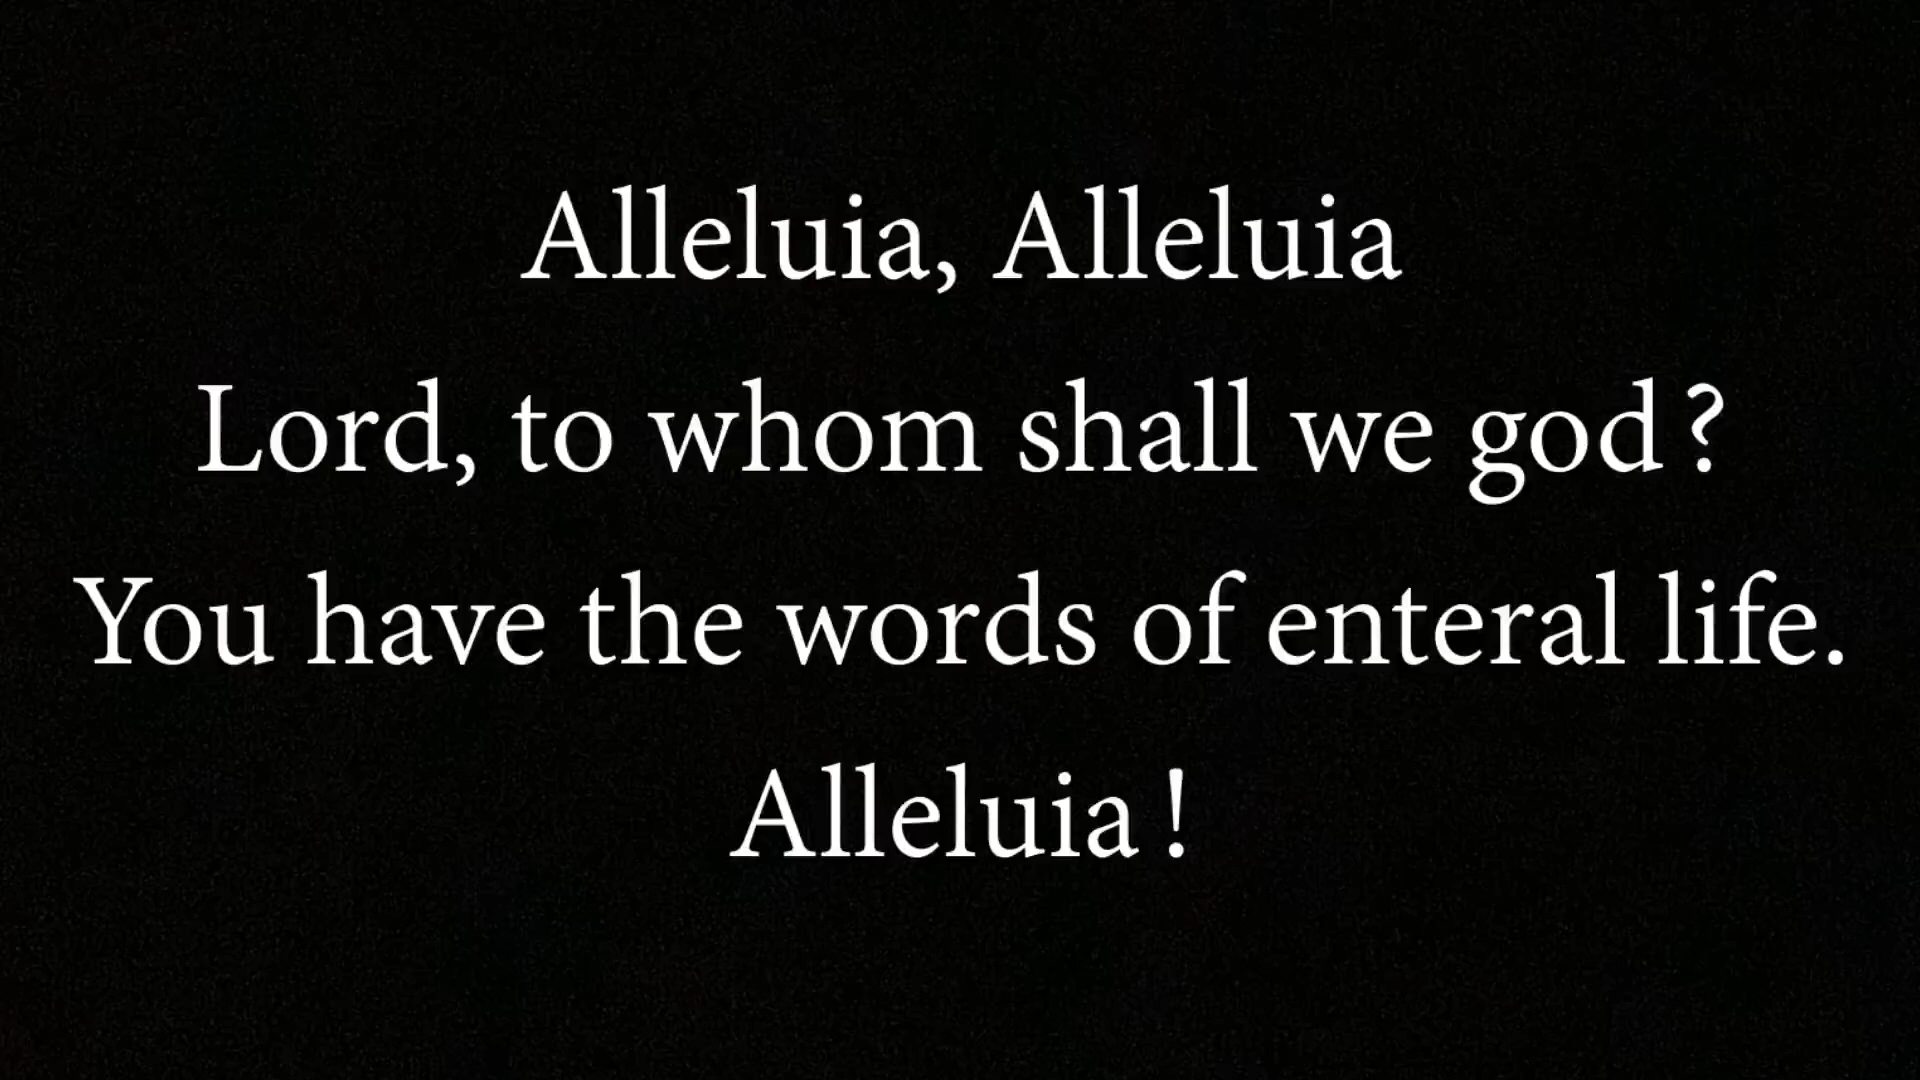 Alleluia, Alleluia
Lord, to whom shall we god ?
You have the words of enteral life.
Alleluia !